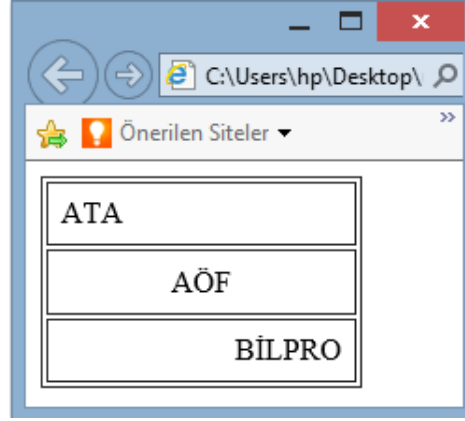 C:\Users\hp\Desktop\
Önerilen Siteler
ATA
AÖF
BİLPRO